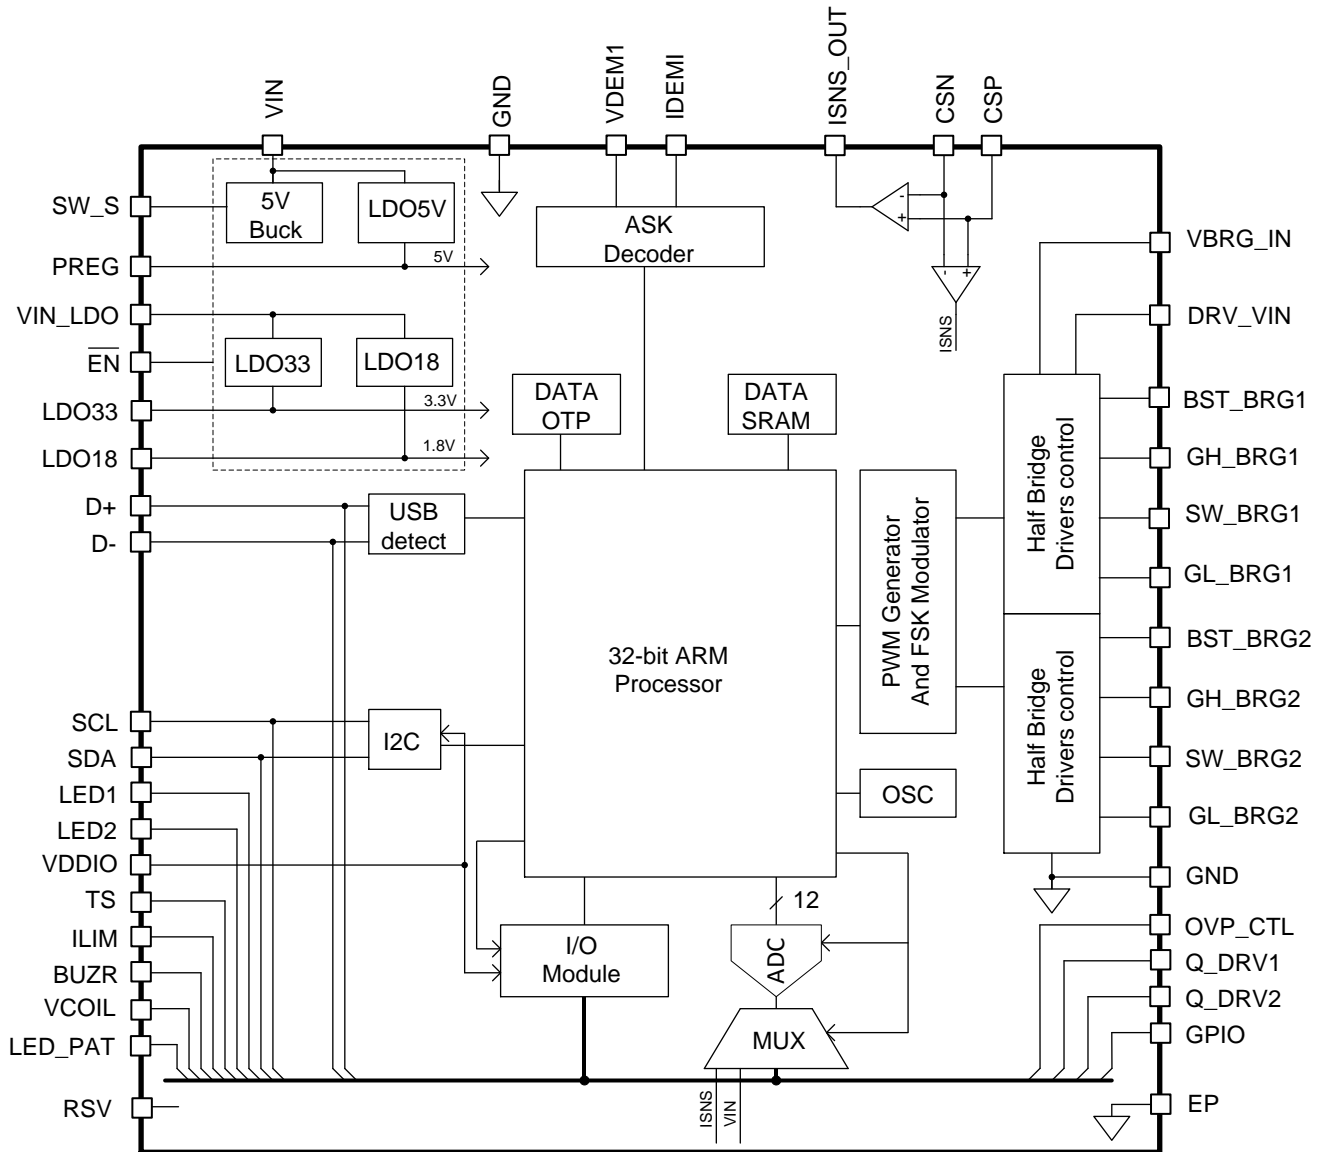 VIN
GND
VDEM1
IDEMI
ISNS_OUT
CSN
CSP
SW_S
PREG
VIN_LDO
EN
LDO33
LDO18
D+
D-
SCL
SDA
LED1
LED2
VDDIO
TS
ILIM
BUZR
VCOIL
LED_PAT
RSV
5V
Buck
LDO5V
5V
LDO33
LDO18
3.3V
1.8V
ASK
Decoder
-
+
-
+
ISNS
DATA
OTP
DATA
SRAM
USB
detect
32-bit ARM
Processor
PWM Generator
And FSK Modulator
Half Bridge
Drivers control
Half Bridge
Drivers control
I2C
OSC
I/O
Module
12
ADC
MUX
ISNS
VIN
VBRG_IN
DRV_VIN
BST_BRG1
GH_BRG1
SW_BRG1
GL_BRG1
BST_BRG2
GH_BRG2
SW_BRG2
GL_BRG2
GND
OVP_CTL
Q_DRV1
Q_DRV2
GPIO
EP